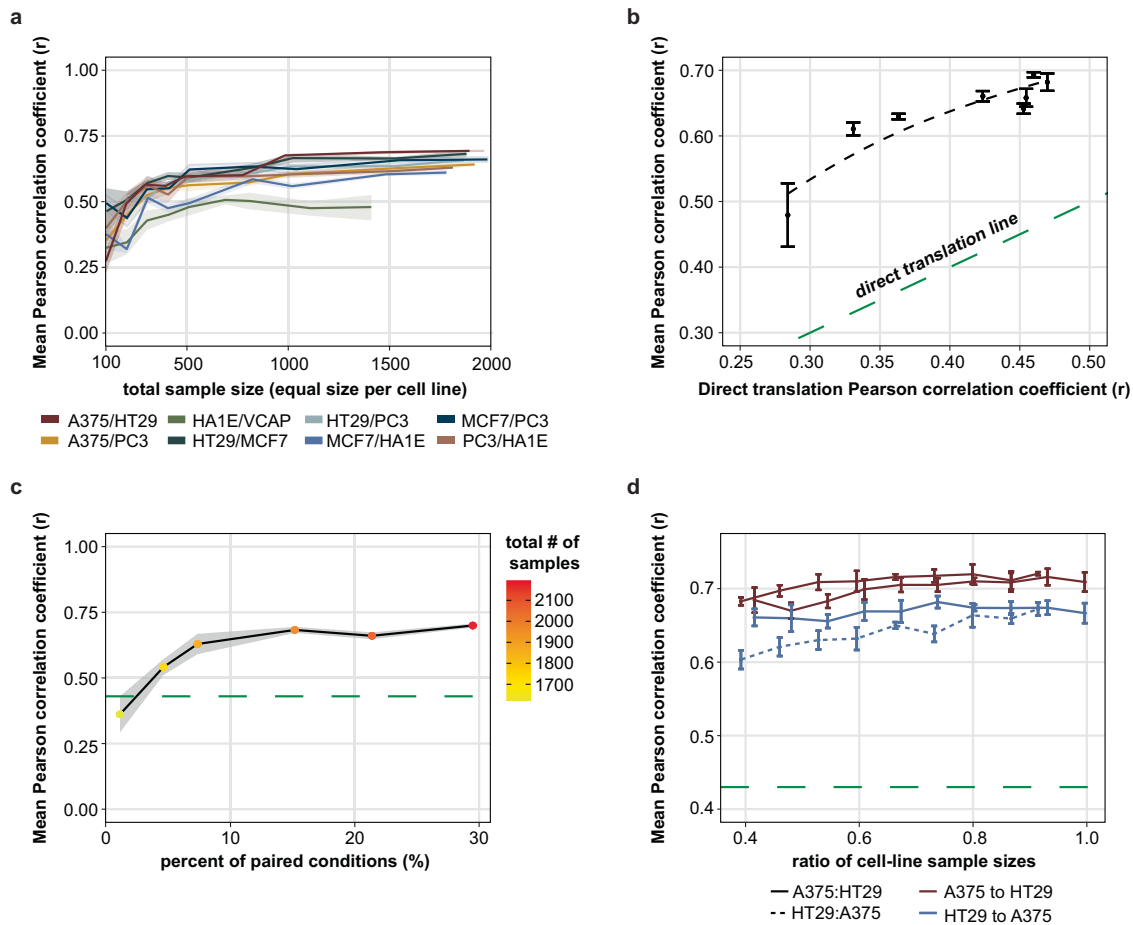 a
Mean Pearson correlation coefficient (r)
1.00
0.75
0.50
0.25
0.00
100 500 1000 1500 2000
total sample size (equal size per cell line)
A375/HT29 HA1E/VCAP HT29/PC3 MCF7/PC3
A375/PC3 HT29/MCF7 MCF7/HA1E PC3/HA1E
b
Mean Pearson correlation coefficient (r)
0.70
0.60
0.50
0.40
0.30
direct translation line
0.25 0.30 0.35 0.40 0.45 0.50
Direct translation Pearson correlation coefficient (r)
c
Mean Pearson correlation coefficient (r)
1.00
0.75
0.50
0.25
0.00
0 10 20 30
percent of paired conditions (%)
total # of
samples
2100
2000
1900
1800
1700
d
Mean Pearson correlation coefficient (r)
0.7
0.6
0.5
0.4
0.4 0.6 0.8 1.0
ratio of cell-line sample sizes
A375:HT29 A375 to HT29
HT29:A375 HT29 to A375